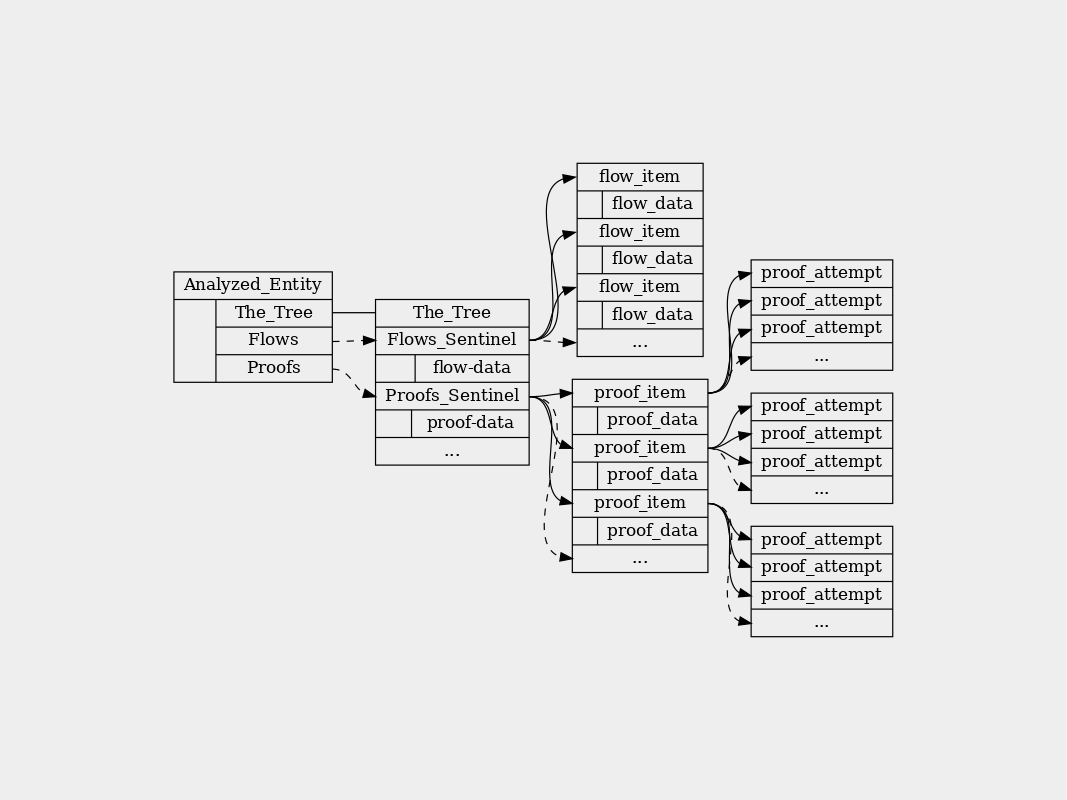 Analyzed_Entity
The_Tree
Flows
Proofs
The_Tree
Flows_Sentinel
flow-data
Proofs_Sentinel
proof-data
...
flow_item
flow_data
flow_item
flow_data
flow_item
flow_data
...
proof_item
proof_data
proof_item
proof_data
proof_item
proof_data
...
proof_attempt
proof_attempt
proof_attempt
...
proof_attempt
proof_attempt
proof_attempt
...
proof_attempt
proof_attempt
proof_attempt
...